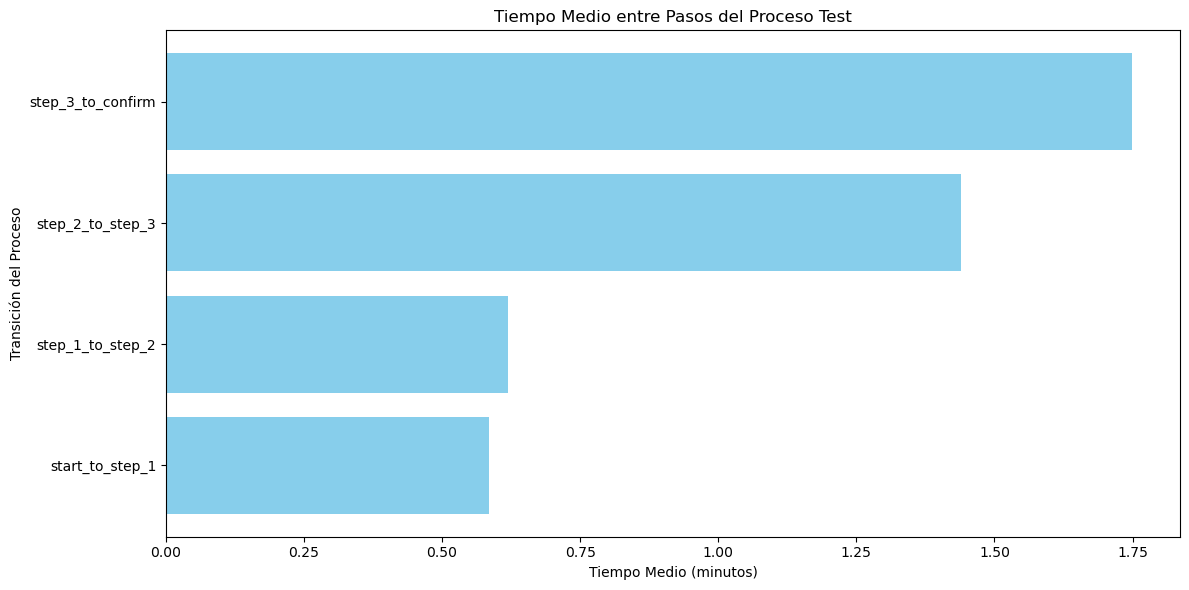 Tiempo Medio entre Pasos del Proceso Test
Transición del Proceso
step_3_to_confirm
step_2_to_step_3
step_1_to_step_2
start_to_step_1
0.00 0.25 0.50 0.75 1.00 1.25 1.50 1.75
Tiempo Medio (minutos)